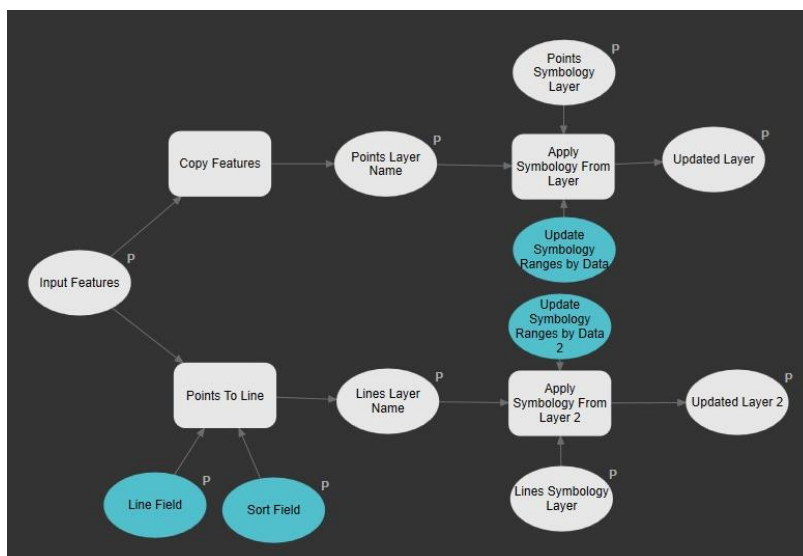 Points
Symbology
Layer
P
Copy Features
Points Layer
Name
P
Apply
Symbology From
Layer
Updated Layer
P
Update
Symbology
Ranges by Data
Input Features
P
Update
Symbology
Ranges by Data
2
Points To Line
Lines Layer
Name
P
Apply
Symbology From
Layer 2
Updated Layer 2
P
Line Field
P
Sort Field
P
Lines Symbology
Layer
P